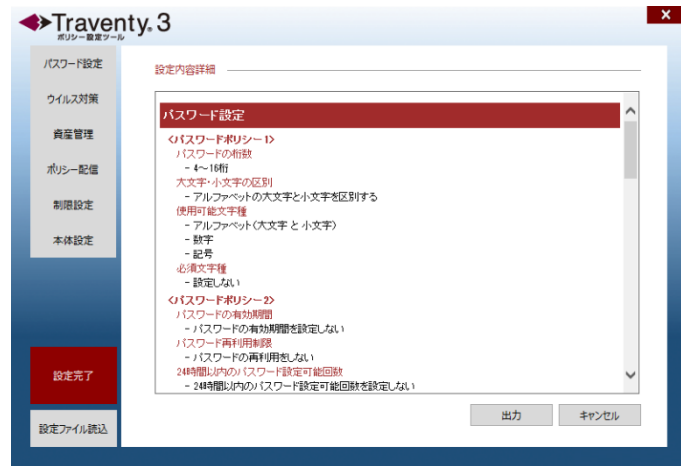 Traventy. 3
ポリシー設定ツール
X
パスワード設定
ウイルス対策
資産管理
ポリシー配信
制限設定
本体設定
設定完了
設定ファイル読込
設定内容詳細
パスワード設定
<パスワードポリシー1>
パスワードの桁数
- 4~16桁
大文字・小文字の区別
- アルファベットの大文字と小文字を区別する
使用可能文字種
- アルファベット(大文字 と 小文字)
- 数字
- 記号
必須文字種
- 設定しない
<パスワードポリシー2>
パスワードの有効期間
- パスワードの有効期間を設定しない
パスワード再利用制限
- パスワードの再利用をしない
24時間以内のパスワード設定可能回数
- 24時間以内のパスワード設定可能回数を設定しない
出力
キャンセル